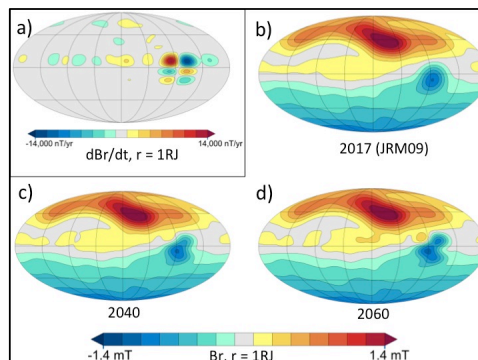 a)
-14,000 nT/yr 14,000 nT/yr
dBr/dt, r = 1RJ
b)
2017 (JRM09)
c)
2040
d)
2060
-1.4 mT Br, r = 1RJ 1.4 mT